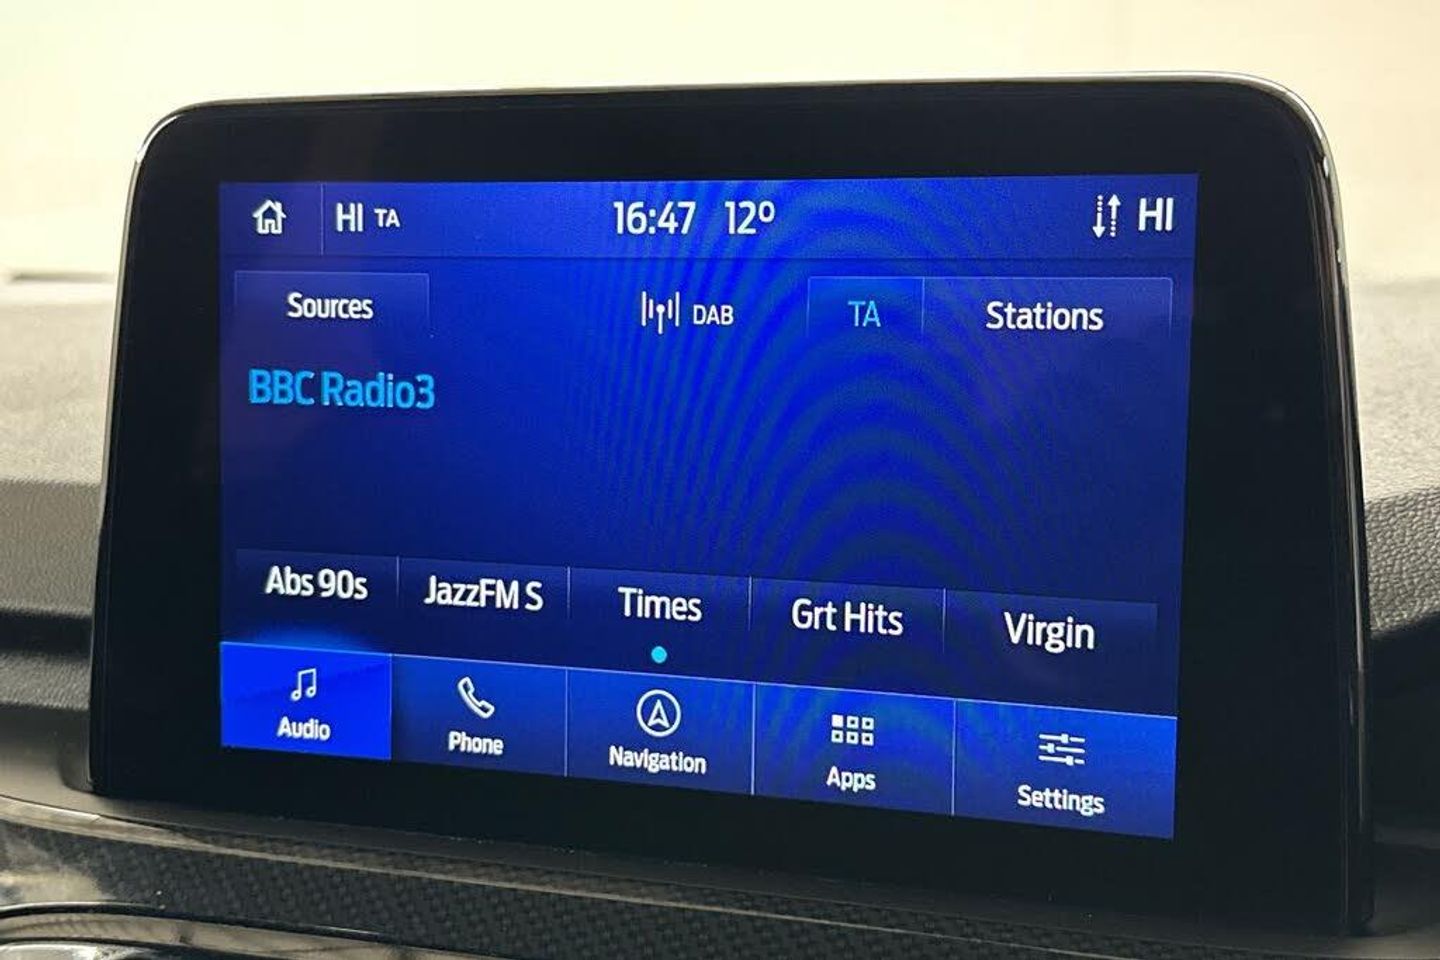 HI TA 16:47 12º HI
Sources DAB TA Stations
BBC Radio3
Abs 90s JazzFM S Times Grt Hits Virgin
Audio Phone Navigation Apps Settings